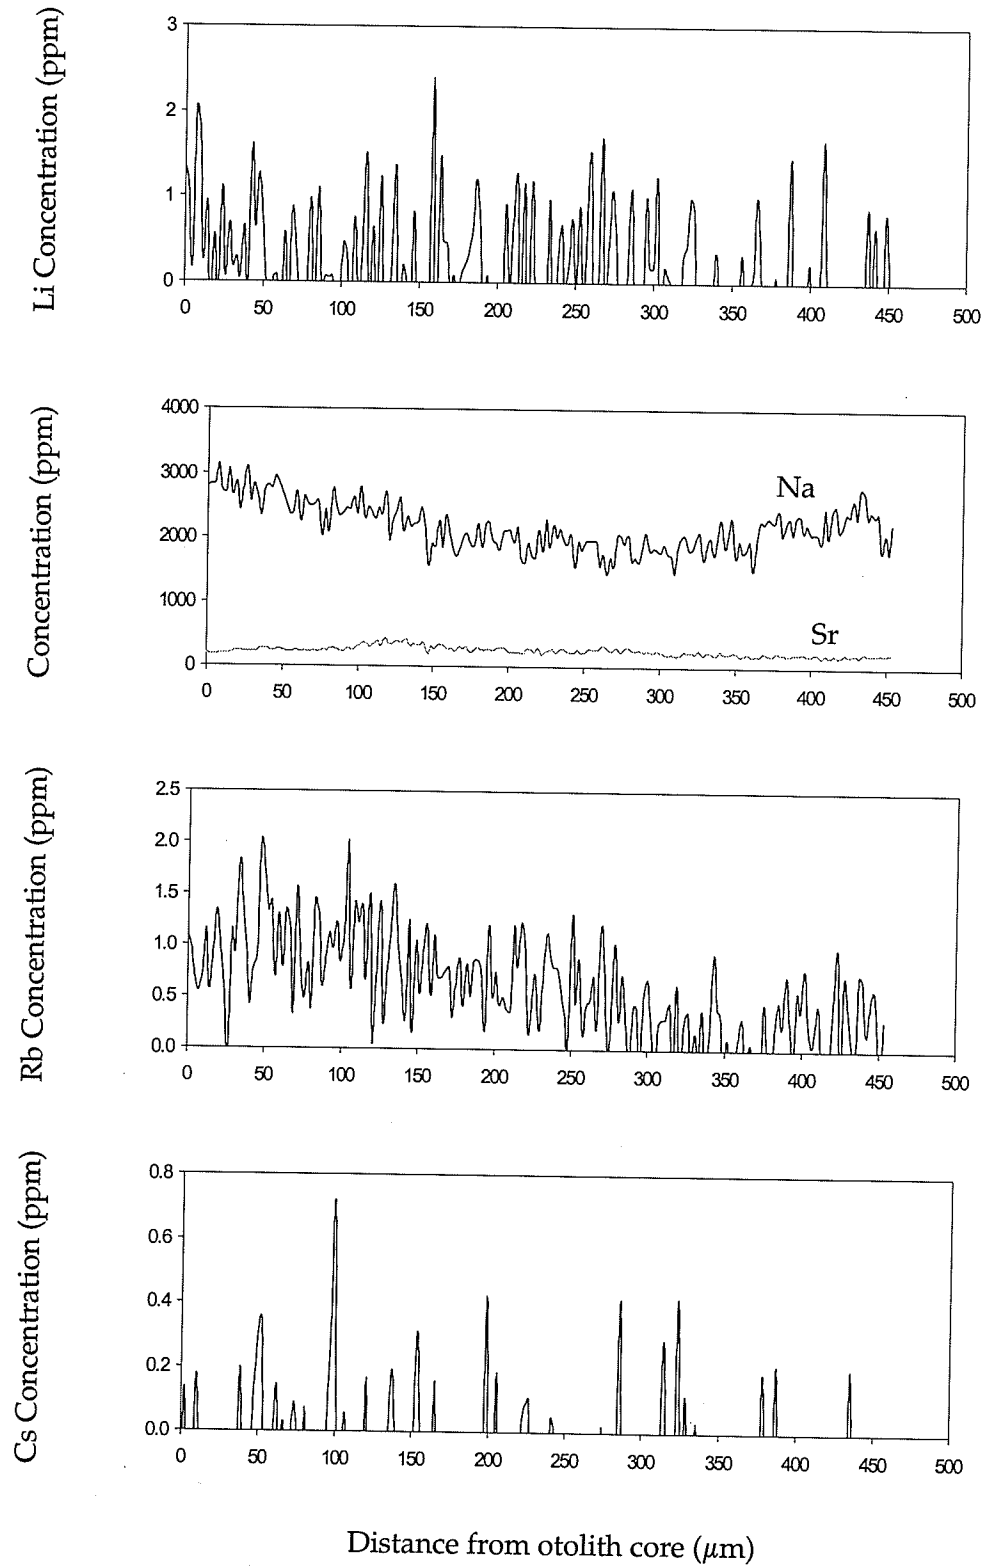 Li Concentration (ppm)
3
2
1
0
0 50 100 150 200 250 300 350 400 450 500
Concentration (ppm)
4000
3000
2000
1000
0
Na
Sr
0 50 100 150 200 250 300 350 400 450 500
Rb Concentration (ppm)
2.5
2.0
1.5
1.0
0.5
0.0
0 50 100 150 200 250 300 350 400 450 500
Cs Concentration (ppm)
0.8
0.6
0.4
0.2
0.0
0 50 100 150 200 250 300 350 400 450 500
Distance from otolith core (μm)